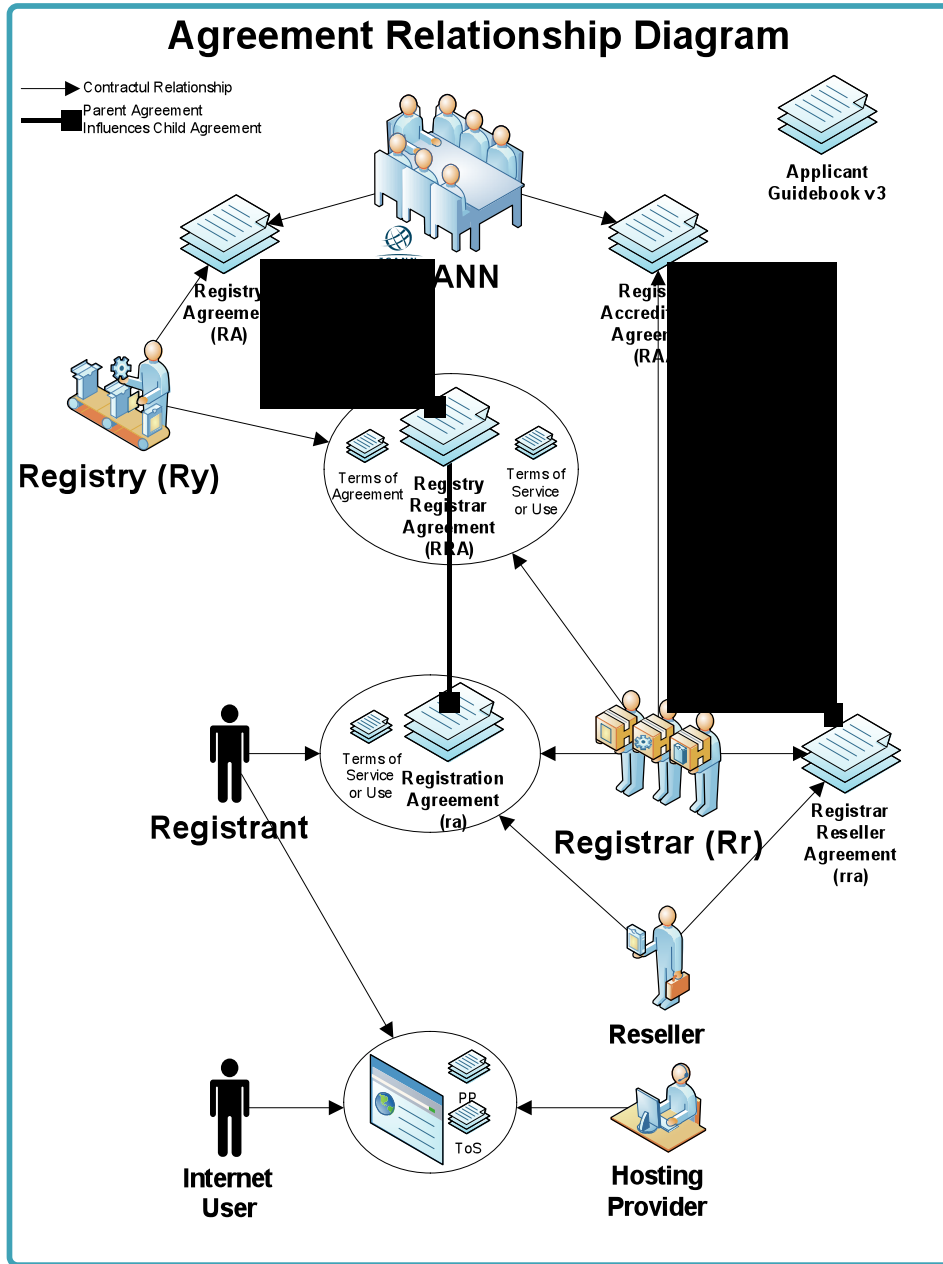 Agreement Relationship Diagram
Contractul Relationship
Parent Agreement
Influences Child Agreement
Applicant
Guidebook v3
ANN
Registry
Agreeme
(RA)
Regis
Accredit
Agree
(RA
Registry (Ry)
Terms of
Agreement
Registry
Registrar
Agreement
(RRA)
Terms of
Service
or Use
Registrant
Terms of
Service
or Use
Registration
Agreement
(ra)
Registrar (Rr)
Registrar
Reseller
Agreement
(rra)
Reseller
PP
ToS
Internet
User
Hosting
Provider